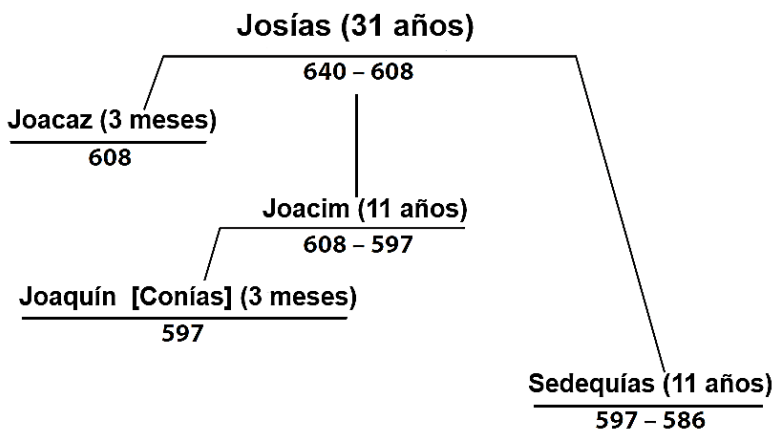 Josías (31 años)
640 – 608
Joacaz (3 meses)
608
Joacim (11 años)
608 – 597
Joaquín [Conías] (3 meses)
597
Sedequías (11 años)
597 – 586